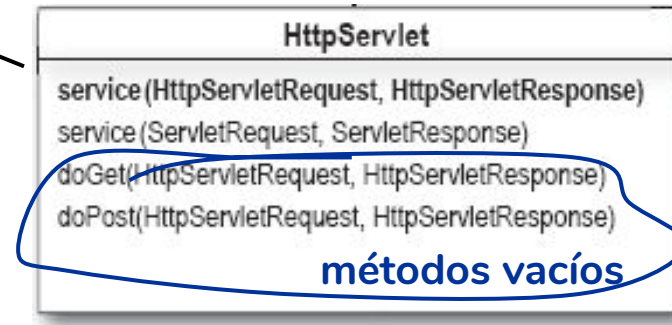 HttpServlet
service(HttpServletRequest, HttpServletResponse)
service(ServletRequest, ServletResponse)
doGet(HttpServletRequest, HttpServletResponse)
doPost(HttpServletRequest, HttpServletResponse)
métodos vacíos